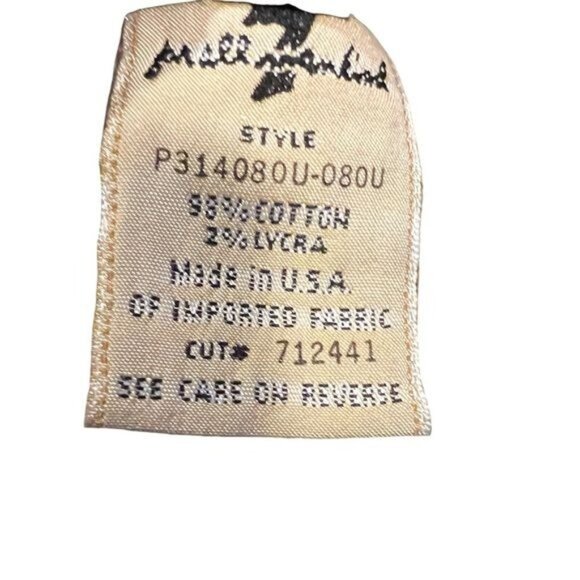 7
for all mankind
STYLE
P314080U-080U
98% COTTON
2% LYCRA
Made in U.S.A.
OF IMPORTED FABRIC
CUT# 712441
SEE CARE ON REVERSE